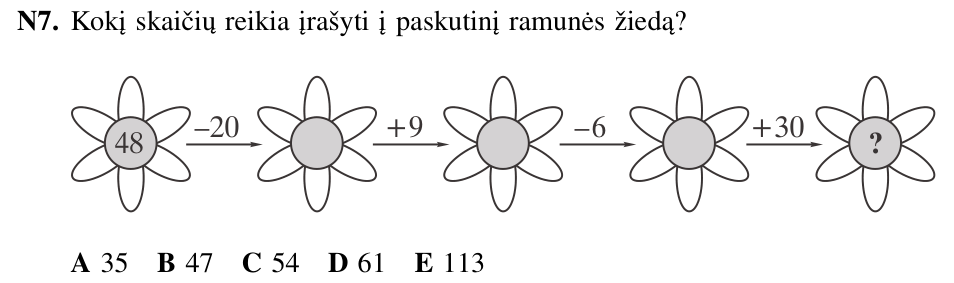 N7. Kokį skaičių reikia įrašyti į paskutinį ramunės žiedą?
48 –20 +9 –6 +30 ?
A 35 B 47 C 54 D 61 E 113